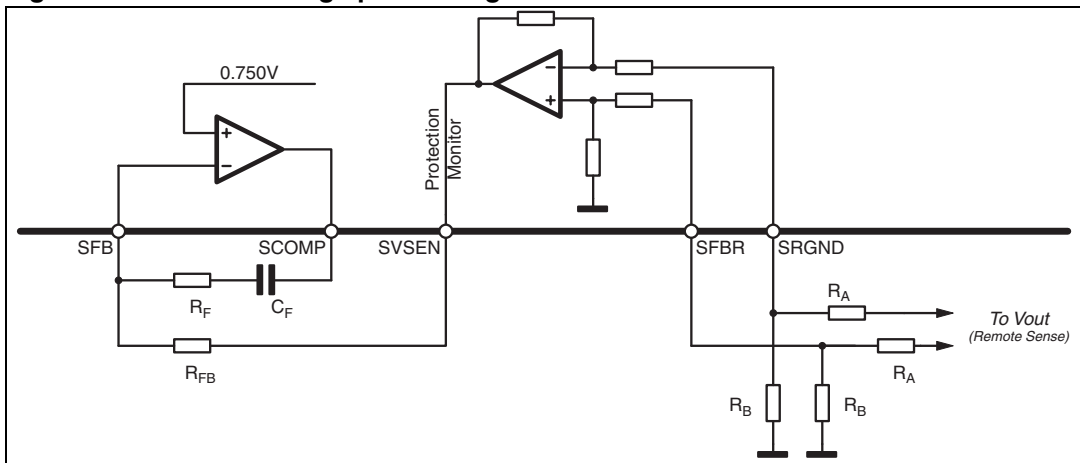 0.750V
Protection
Monitor
SFB
SCOMP
SVSEN
SFBR
SRGND
RF
CF
RFB
RA
To Vout
(Remote Sense)
RA
RB
RB